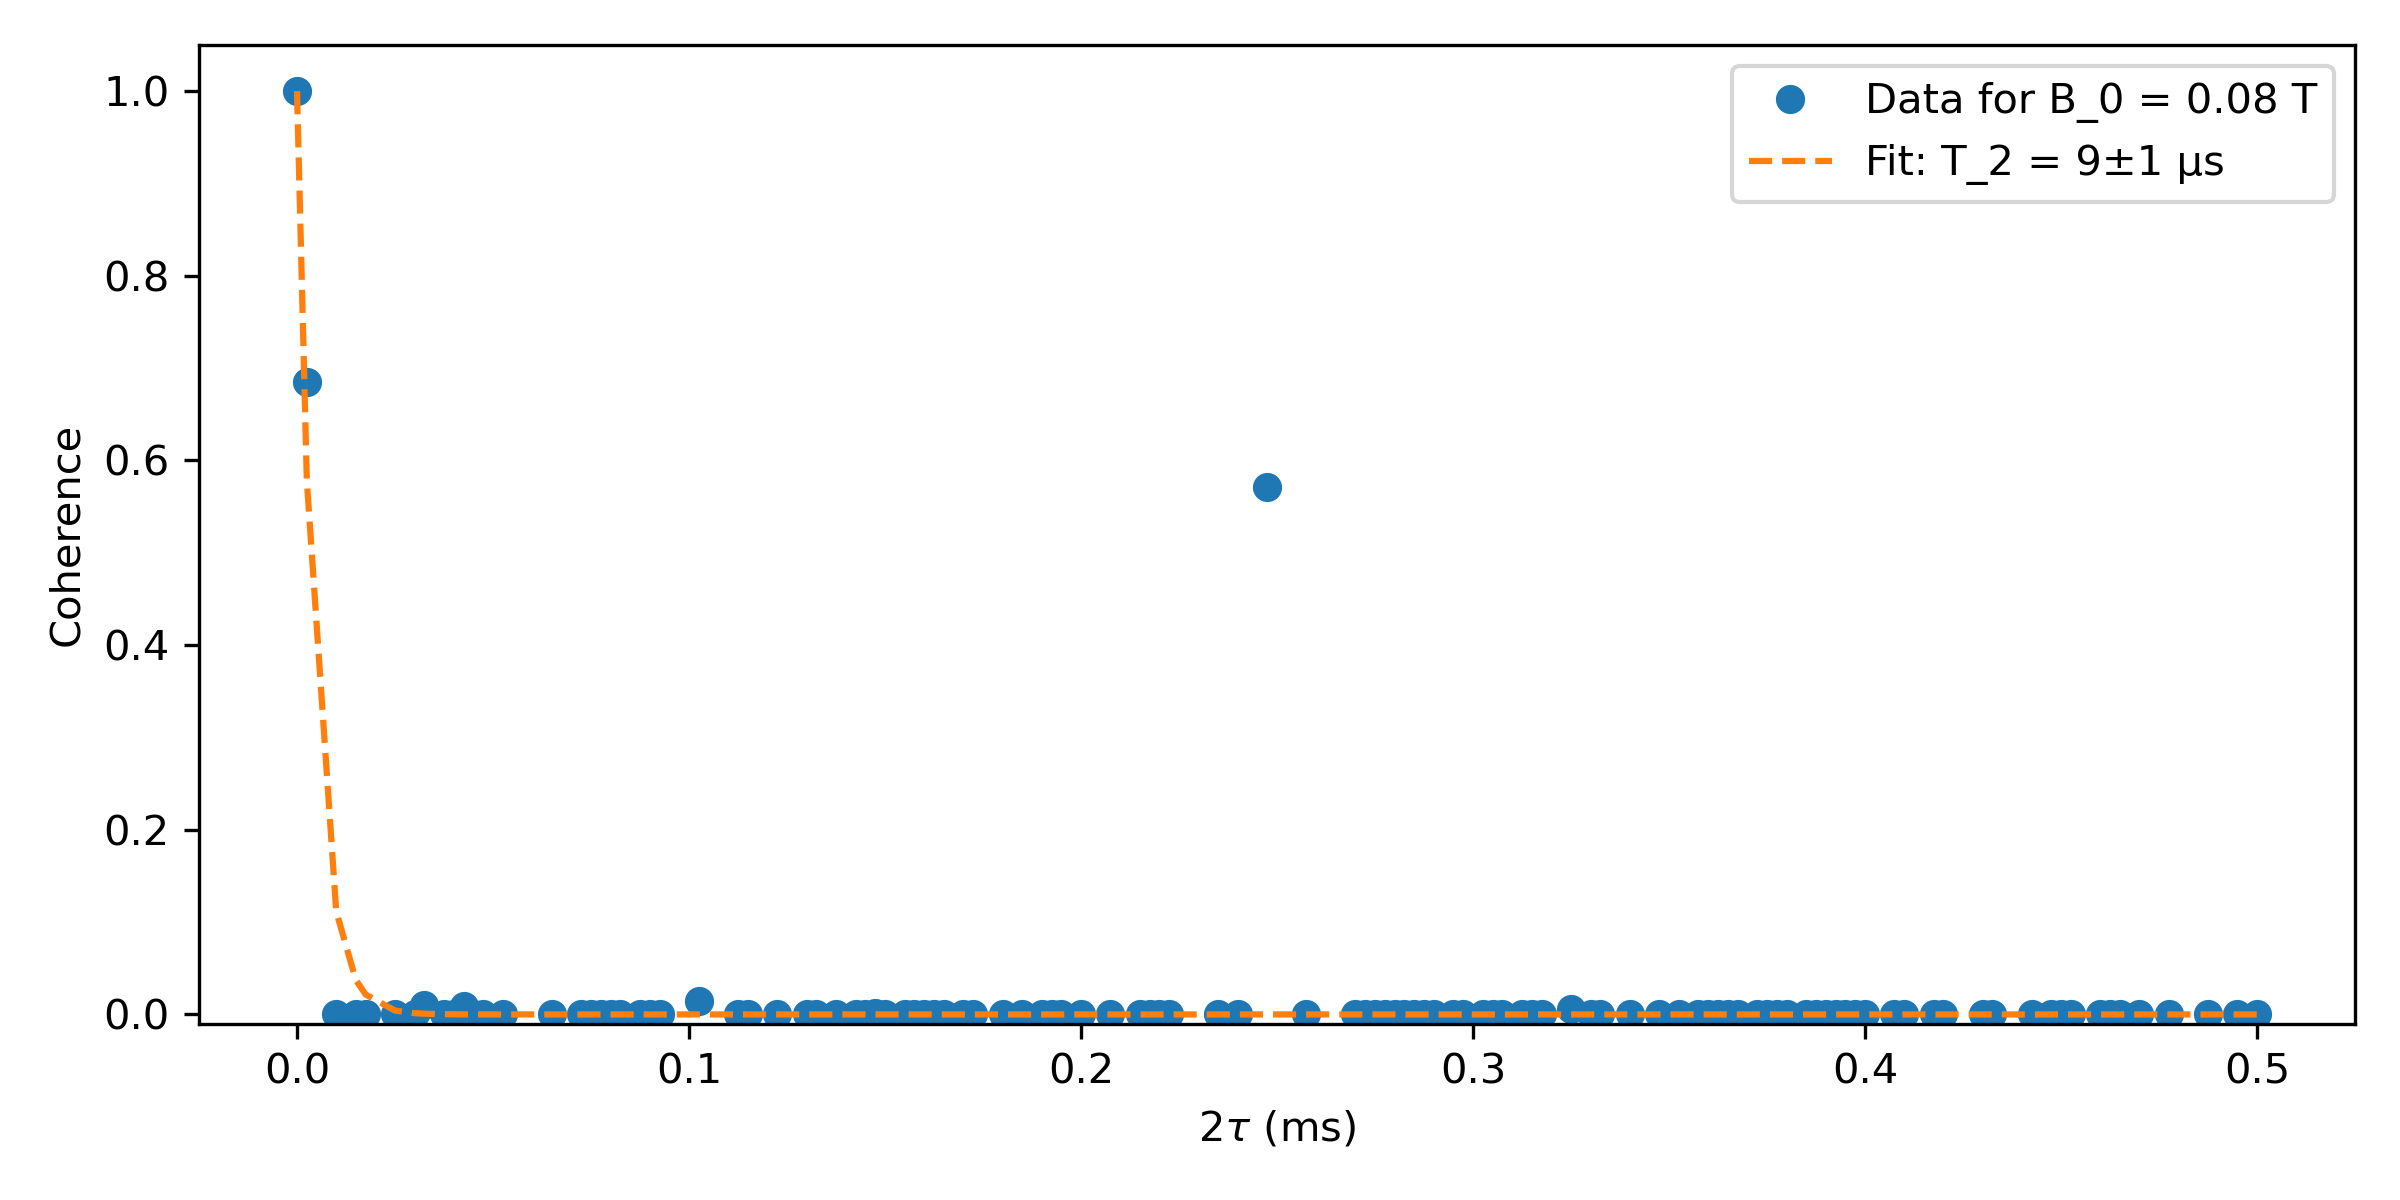 Data for B_0 = 0.08 T
Fit: T_2 = 9±1 µs
Coherence
1.0
0.8
0.6
0.4
0.2
0.0
0.0 0.1 0.2 0.3 0.4 0.5
2τ (ms)